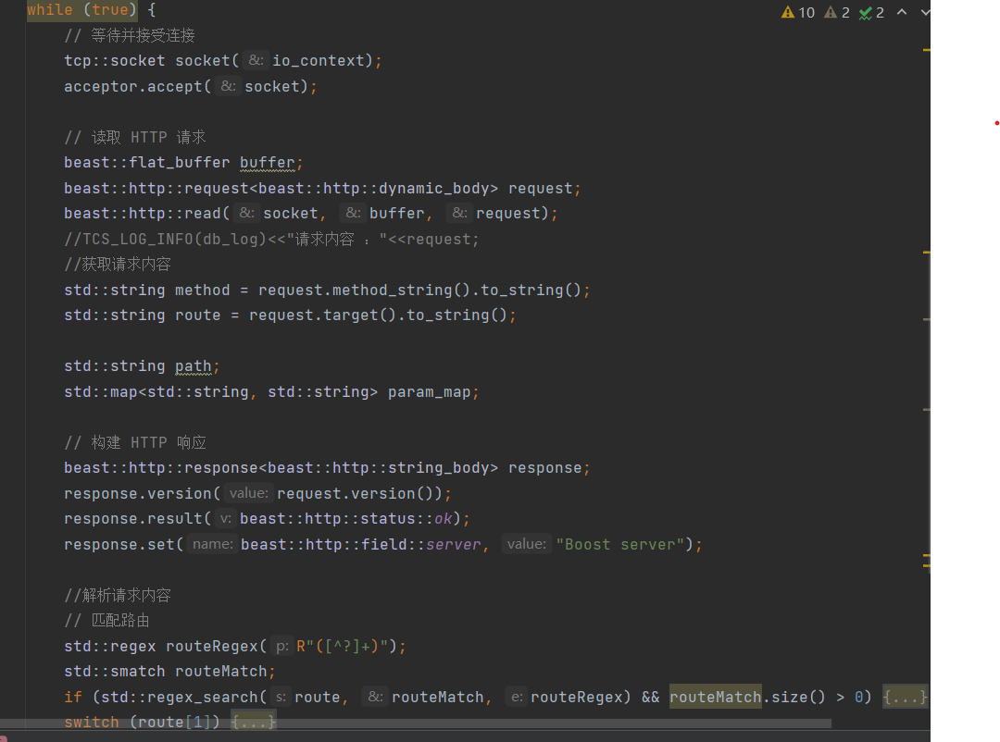 while (true) {
10 2 2
// 等待并接受连接
tcp::socket socket( &: io_context);
acceptor.accept( &: socket);
// 读取 HTTP 请求
beast::flat_buffer buffer;
beast::http::request<beast::http::dynamic_body> request;
beast::http::read( &: socket, &: buffer, &: request);
//TCS_LOG_INFO(db_log)<<"请求内容 : "<<request;
//获取请求内容
std::string method = request.method_string().to_string();
std::string route = request.target().to_string();
std::string path;
std::map<std::string, std::string> param_map;
// 构建 HTTP 响应
beast::http::response<beast::http::string_body> response;
response.version( value: request.version());
response.result( v: beast::http::status::ok);
response.set( name: beast::http::field::server, value: "Boost server");
//解析请求内容
// 匹配路由
std::regex routeRegex( p: R"([^?]+)");
std::smatch routeMatch;
if (std::regex_search( s: route, &: routeMatch, e: routeRegex) && routeMatch.size() > 0) {...}
switch (route[1]) {...}